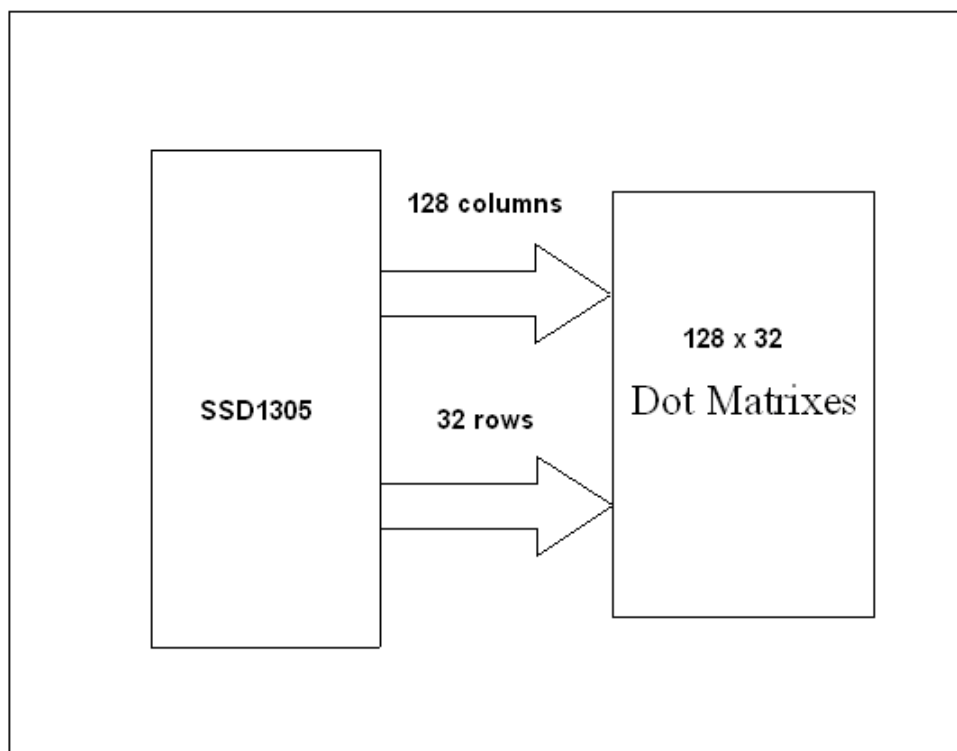 128 columns
128 x 32
Dot Matrixes
SSD1305
32 rows